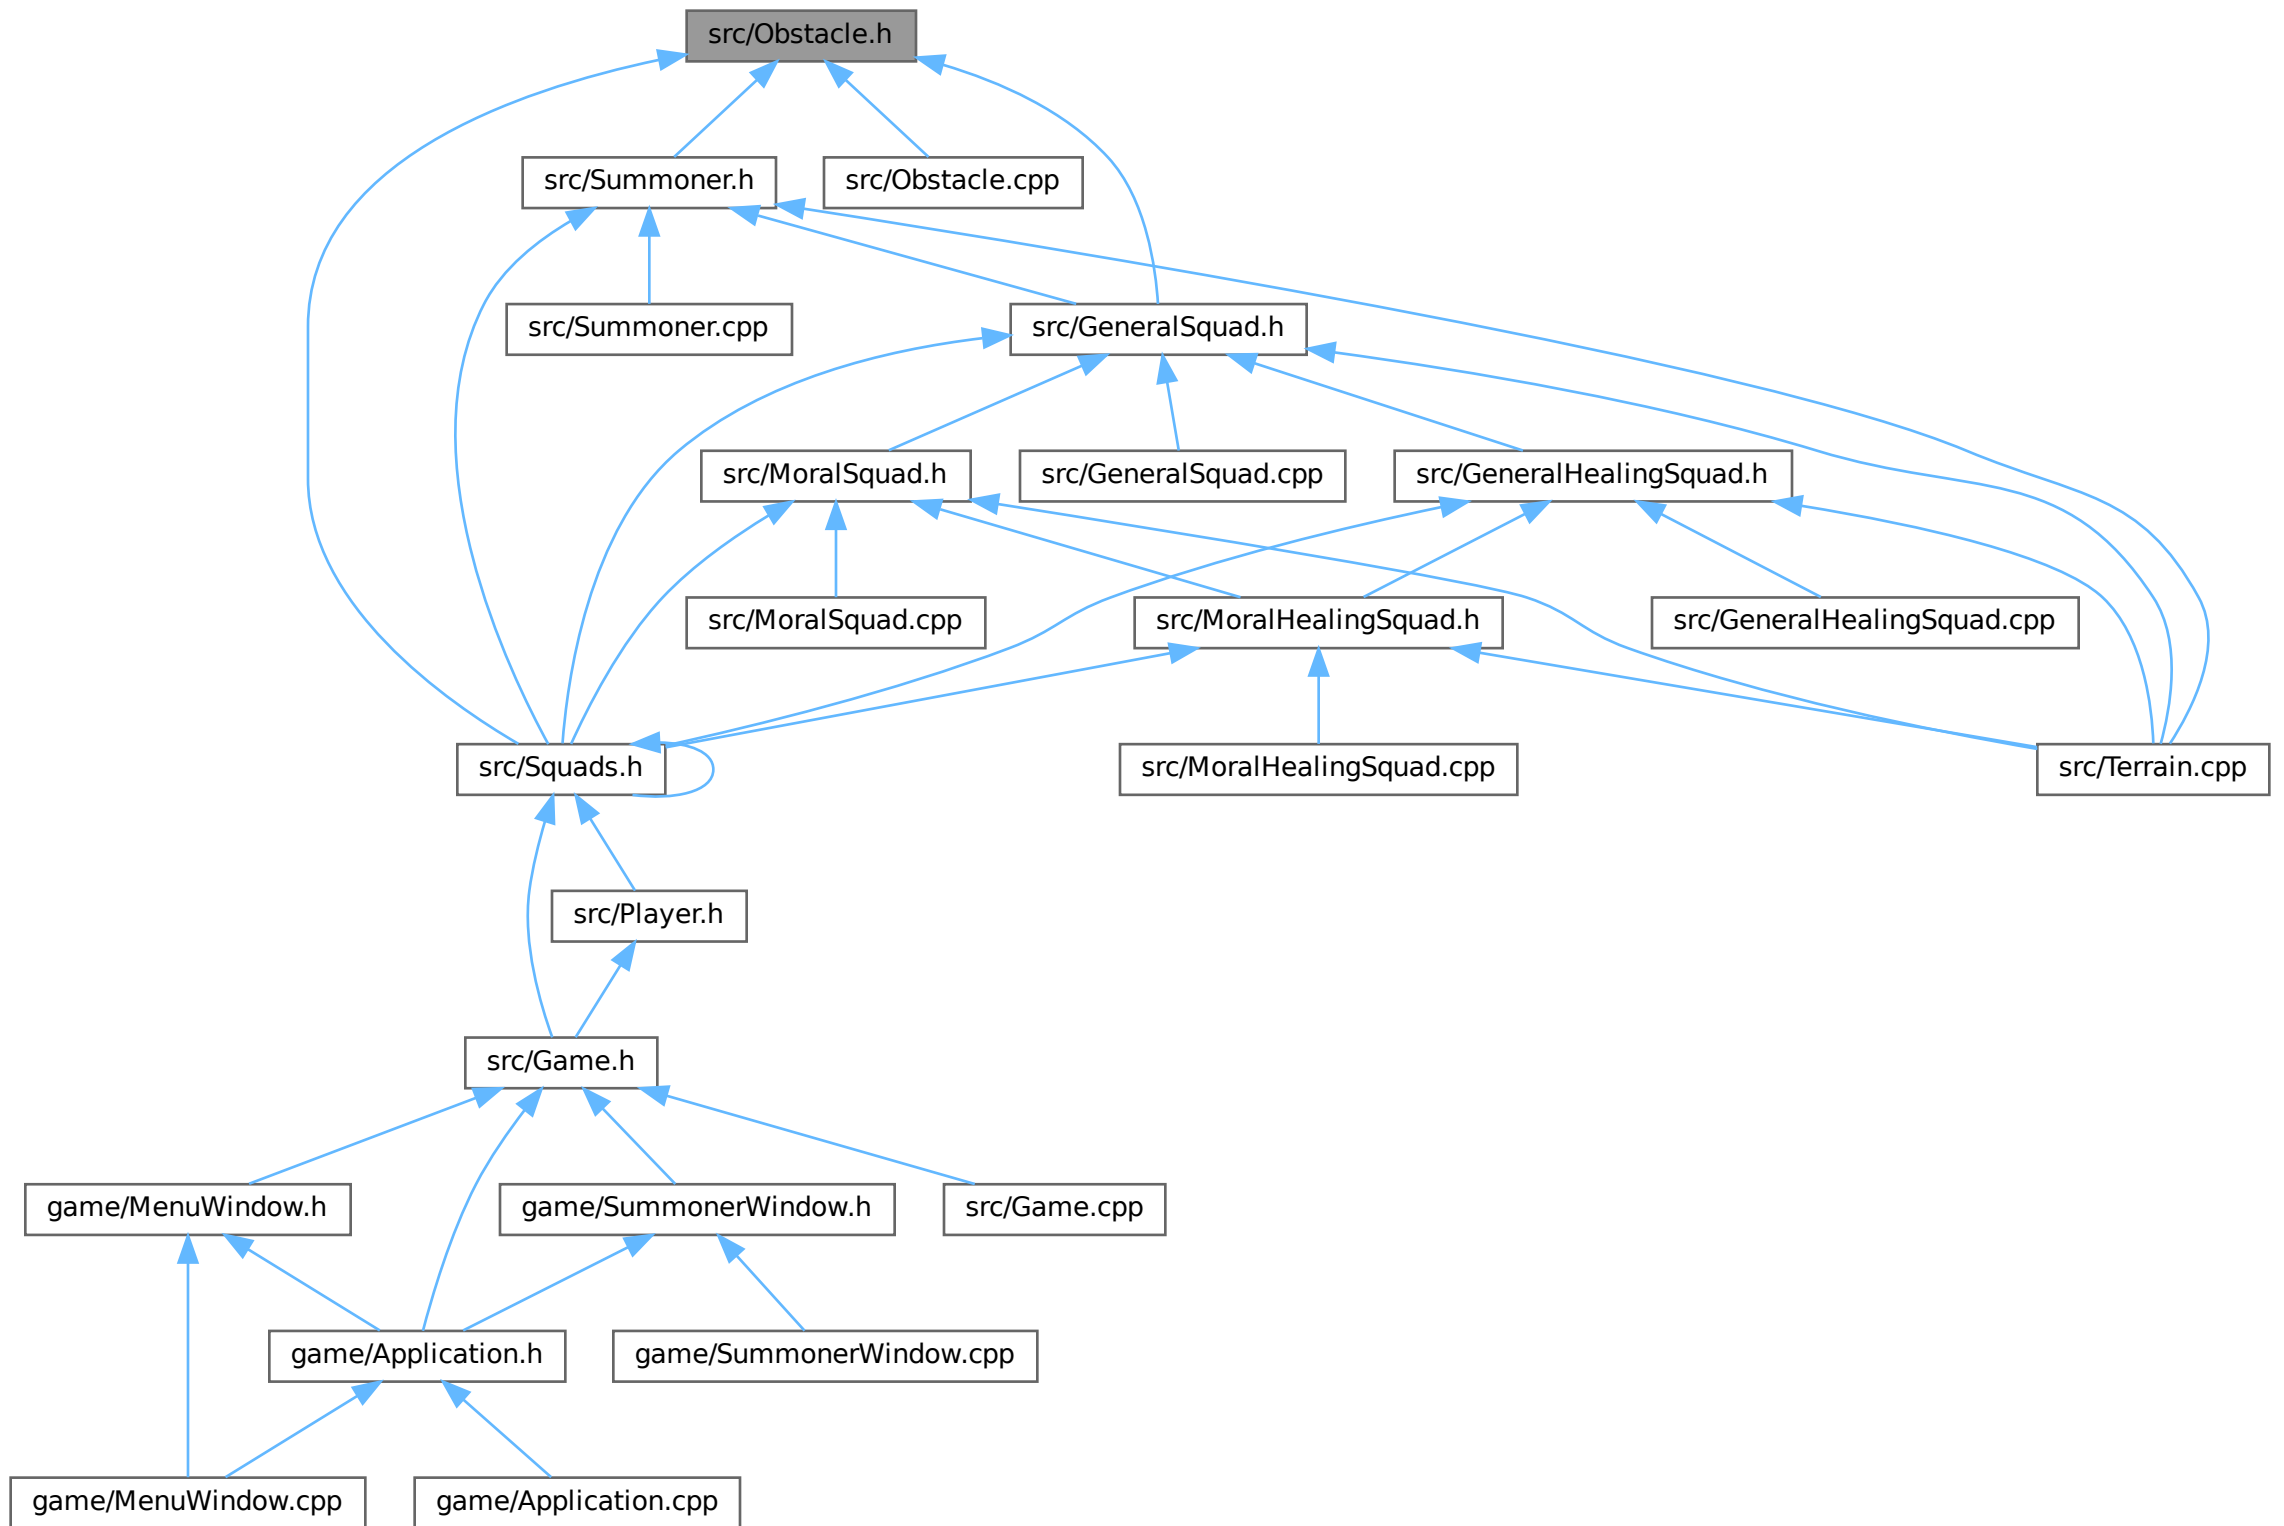 src/Obstacle.h
src/Summoner.h
src/Obstacle.cpp
src/Summoner.cpp
src/GeneralSquad.h
src/MoralSquad.h
src/GeneralSquad.cpp
src/GeneralHealingSquad.h
src/MoralSquad.cpp
src/MoralHealingSquad.h
src/GeneralHealingSquad.cpp
src/Squads.h
src/MoralHealingSquad.cpp
src/Terrain.cpp
src/Player.h
src/Game.h
game/MenuWindow.h
game/SummonerWindow.h
src/Game.cpp
game/Application.h
game/SummonerWindow.cpp
game/MenuWindow.cpp
game/Application.cpp